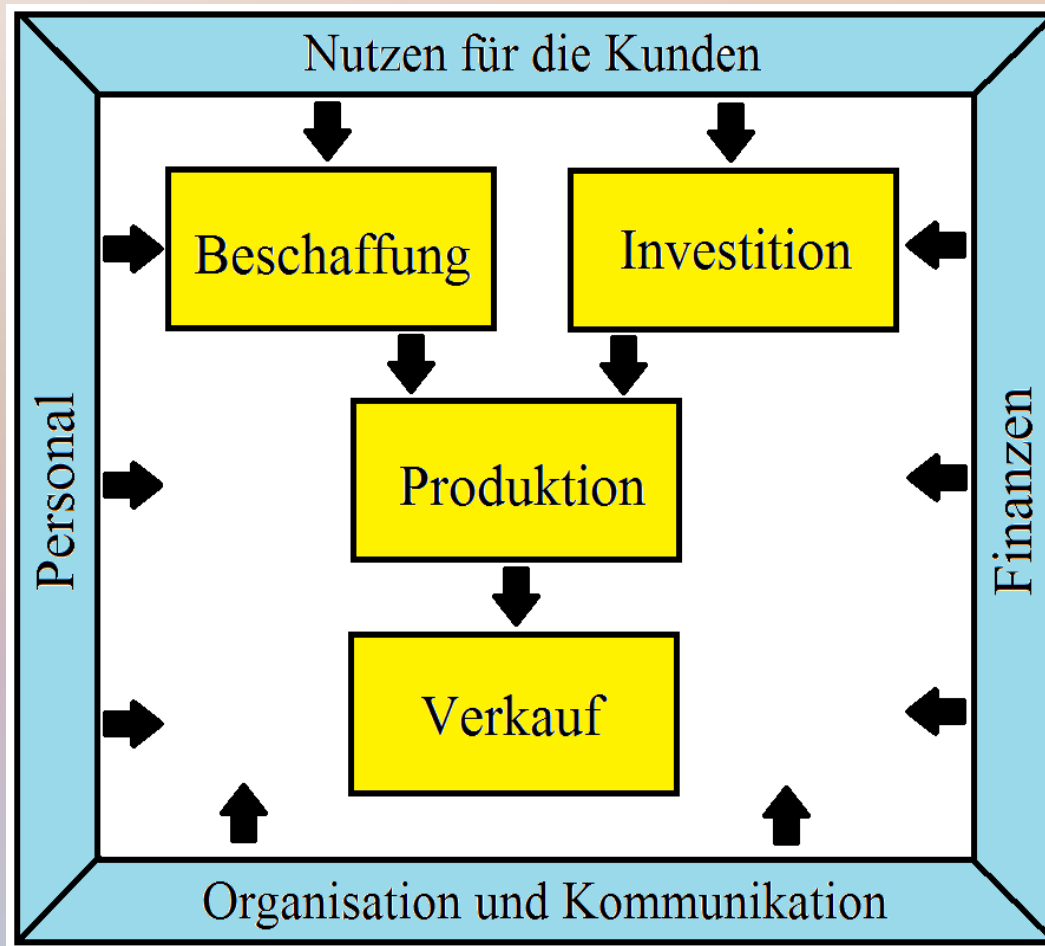 Nutzen für die Kunden
Beschaffung
Investition
Personal
Produktion
Finanzen
Verkauf
Organisation und Kommunikation